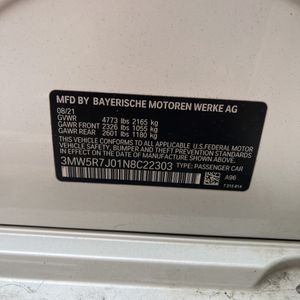 MFD BY BAYERISCHE MOTOREN WERKE AG
08/21
GVWR 4773 lbs 2165 kg
GAWR FRONT 2326 lbs 1055 kg
GAWR REAR 2601 lbs 1180 kg
THIS VEHICLE CONFORMS TO ALL APPLICABLE
FEDERAL MOTOR VEHICLE SAFETY, BUMPER,
AND THEFT PREVENTION STANDARDS IN EFFECT
ON THE DATE OF MANUFACTURE SHOWN ABOVE.
3MW5R7J01N8C22303 TYPE: PASSENGER CAR
A96